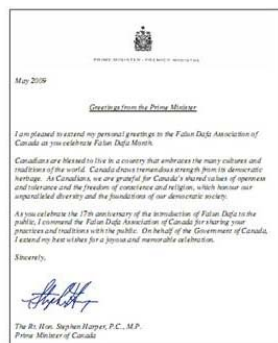 PRIME MINISTER - PREMIER MINISTRE
May 2009
Greetings from the Prime Minister
I am pleased to extend my personal greetings to the Falun Dafa Association of
Canada as you celebrate Falun Dafa Month.
Canadians are blessed to live in a country that embraces the many cultures and
traditions of the world. Canada draws tremendous strength from its democratic
heritage. As Canadians, we are grateful for Canada's shared values of openness
and tolerance and the freedom of conscience and religion, which honour our
unparalleled diversity and the foundations of our democratic society.
As you celebrate the 17th anniversary of the introduction of Falun Dafa to the
public, I commend the Falun Dafa Association of Canada for sharing your
practices and traditions with the public. On behalf of the Government of Canada,
I extend my best wishes for a joyous and memorable celebration.
Sincerely,
The Rt. Hon. Stephen Harper, P.C., M.P.
Prime Minister of Canada